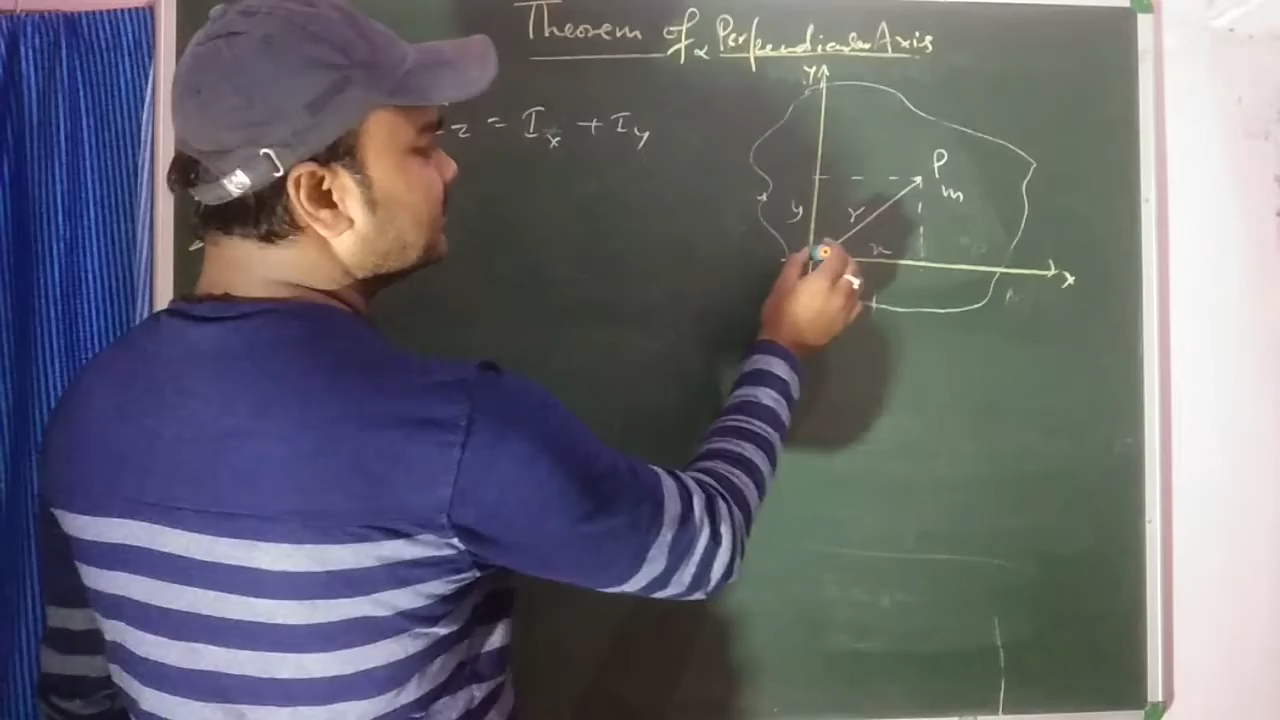 Theorem of Perpendicular Axis
z = Ix + Iy
Y
P
m
y
r
x
X